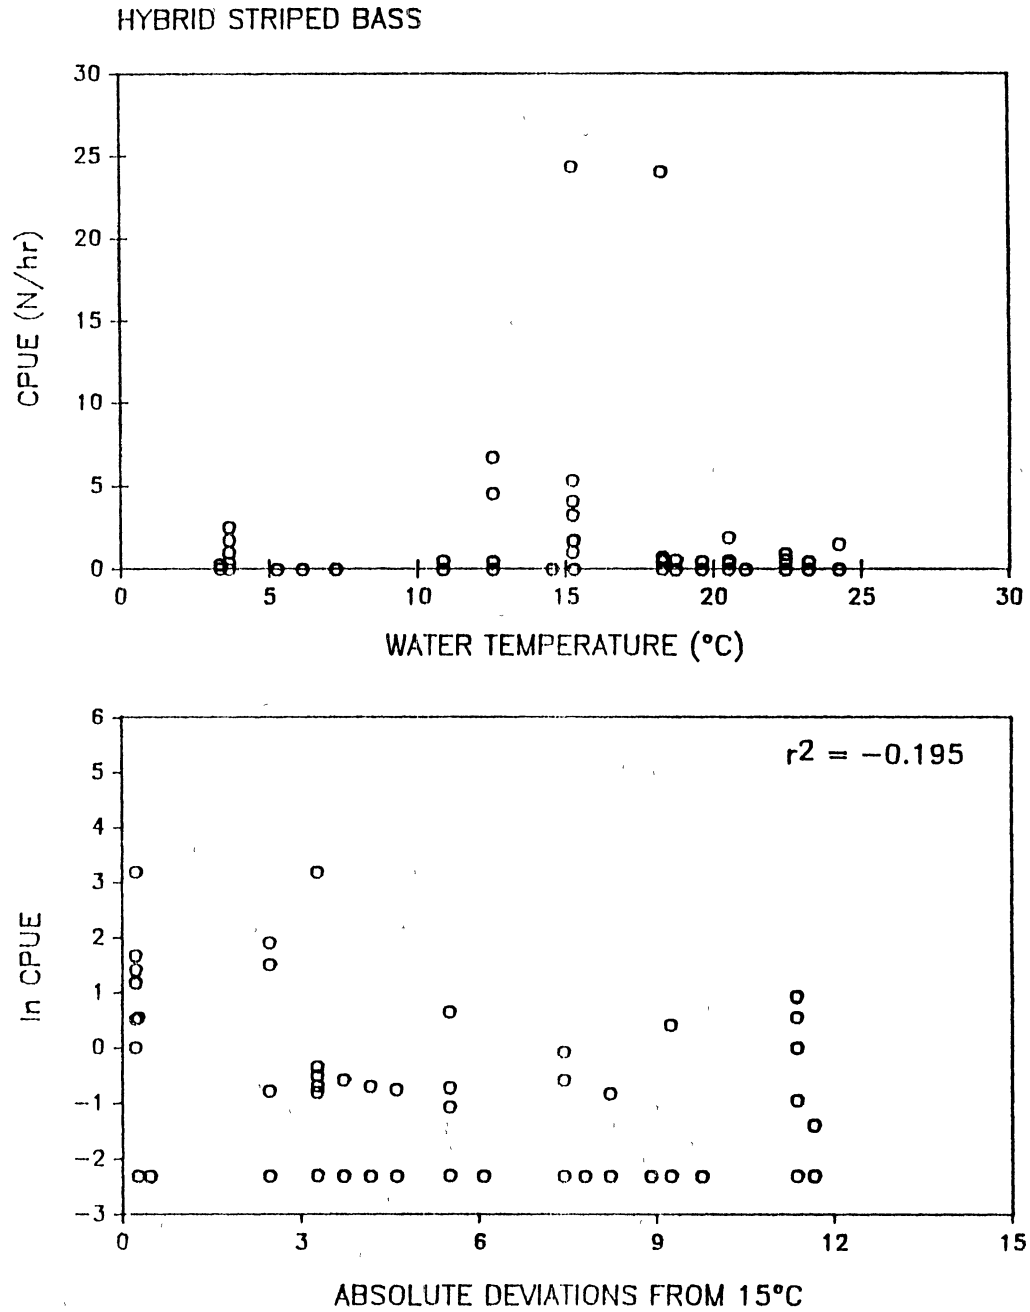 HYBRID STRIPED BASS
30
25
20
15
10
5
0
CPUE (N/hr)
0 5 10 15 20 25 30
WATER TEMPERATURE (°C)
6
5
4
3
2
1
0
−1
−2
−3
ln CPUE
r2 = −0.195
0 3 6 9 12 15
ABSOLUTE DEVIATIONS FROM 15°C